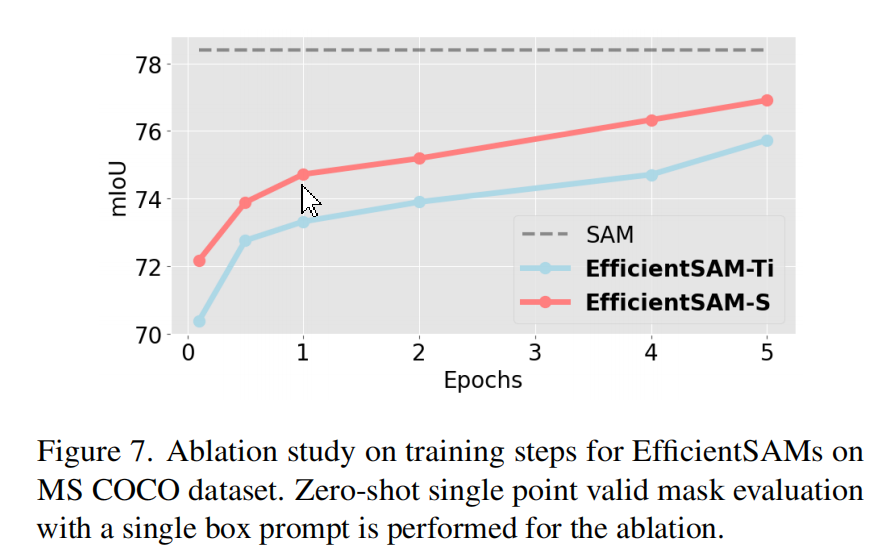 78
76
74
72
70
mIoU
SAM
EfficientSAM-Ti
EfficientSAM-S
0 1 2 3 4 5
Epochs
Figure 7. Ablation study on training steps for EfficientSAMs on
MS COCO dataset. Zero-shot single point valid mask evaluation
with a single box prompt is performed for the ablation.